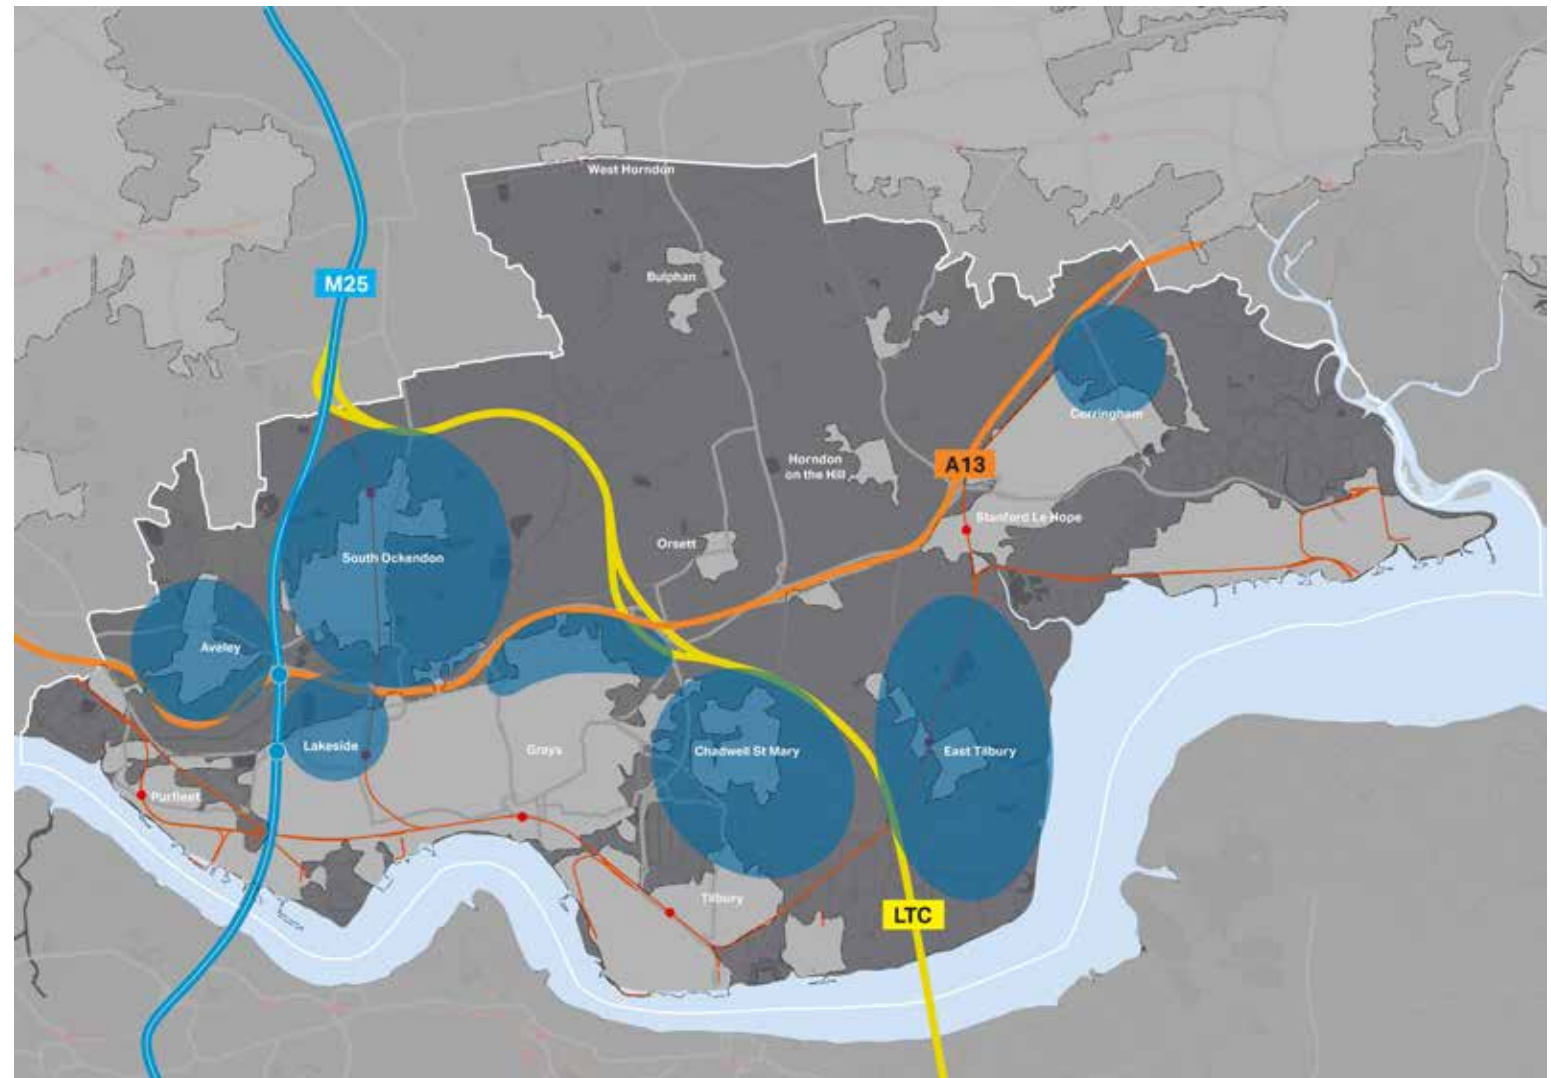 West Horndon
Bulphan
M25
Corringham
Horndon
on the Hill
A13
Stanford Le Hope
Orsett
South Ockendon
Aveley
Lakeside
Grays
Chadwell St Mary
East Tilbury
Purfleet
Tilbury
LTC